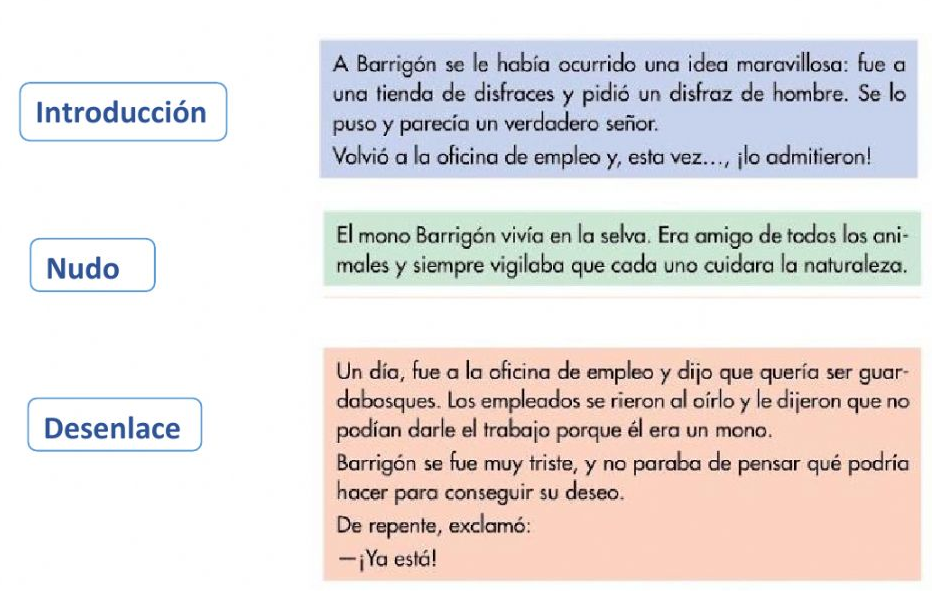 Introducción
A Barrigón se le había ocurrido una idea maravillosa: fue a
una tienda de disfraces y pidió un disfraz de hombre. Se lo
puso y parecía un verdadero señor.
Volvió a la oficina de empleo y, esta vez..., ¡lo admitieron!
Nudo
El mono Barrigón vivía en la selva. Era amigo de todos los ani-
males y siempre vigilaba que cada uno cuidara la naturaleza.
Desenlace
Un día, fue a la oficina de empleo y dijo que quería ser guar-
dabosques. Los empleados se rieron al oírlo y le dijeron que no
podían darle el trabajo porque él era un mono.
Barrigón se fue muy triste, y no paraba de pensar qué podría
hacer para conseguir su deseo.
De repente, exclamó:
—¡Ya está!